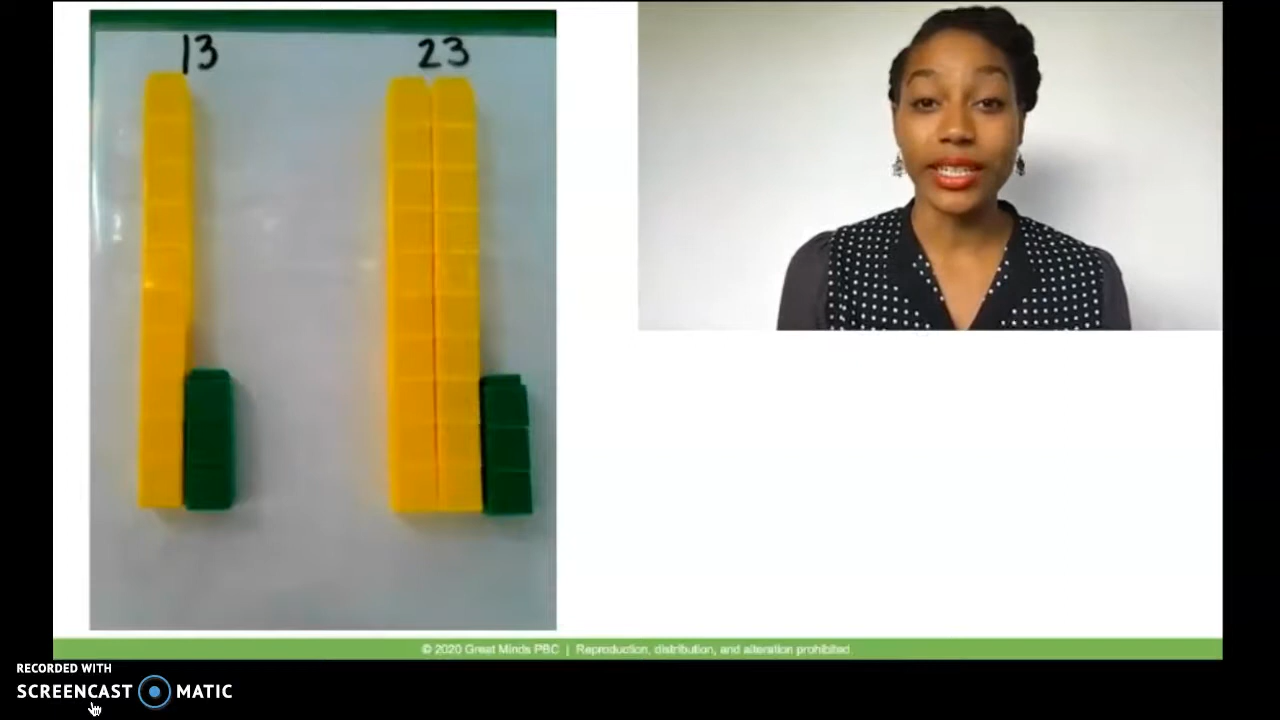 13
23
© 2020 Great Minds PBC | Reproduction, distribution, and alteration prohibited
RECORDED WITH
SCREENCAST MATIC